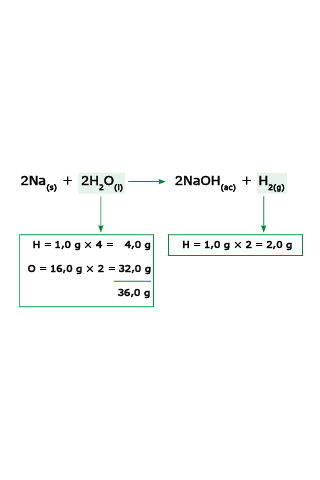 2Na(s) + 2H2O(l) → 2NaOH(ac) + H2(g)
H = 1,0 g × 4 = 4,0 g
O = 16,0 g × 2 = 32,0 g
36,0 g
H = 1,0 g × 2 = 2,0 g